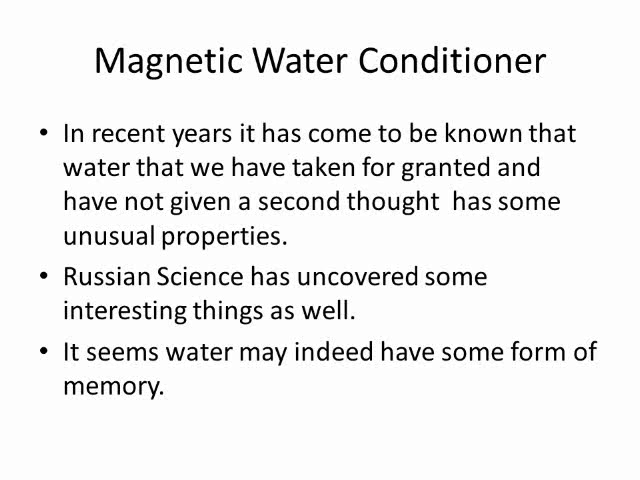 Magnetic Water Conditioner
• In recent years it has come to be known that
water that we have taken for granted and
have not given a second thought  has some
unusual properties.
• Russian Science has uncovered some
interesting things as well.
• It seems water may indeed have some form of
memory.